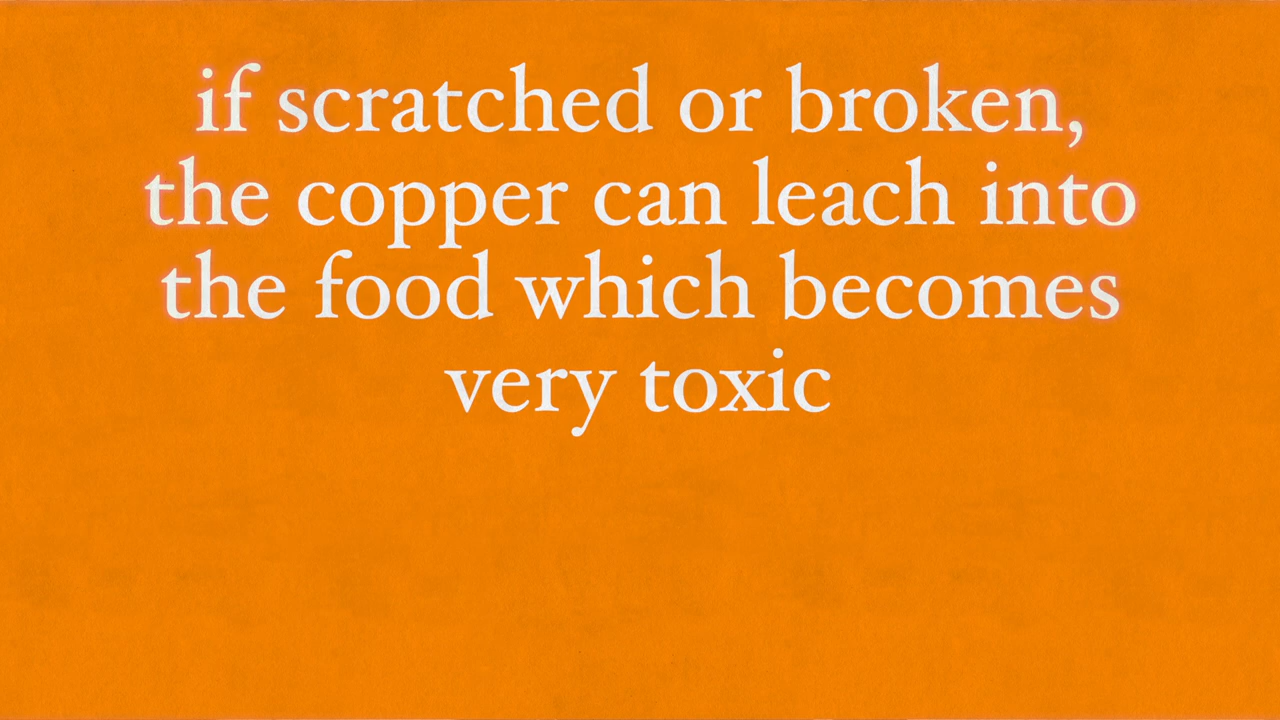 if scratched or broken,
the copper can leach into
the food which becomes
very toxic